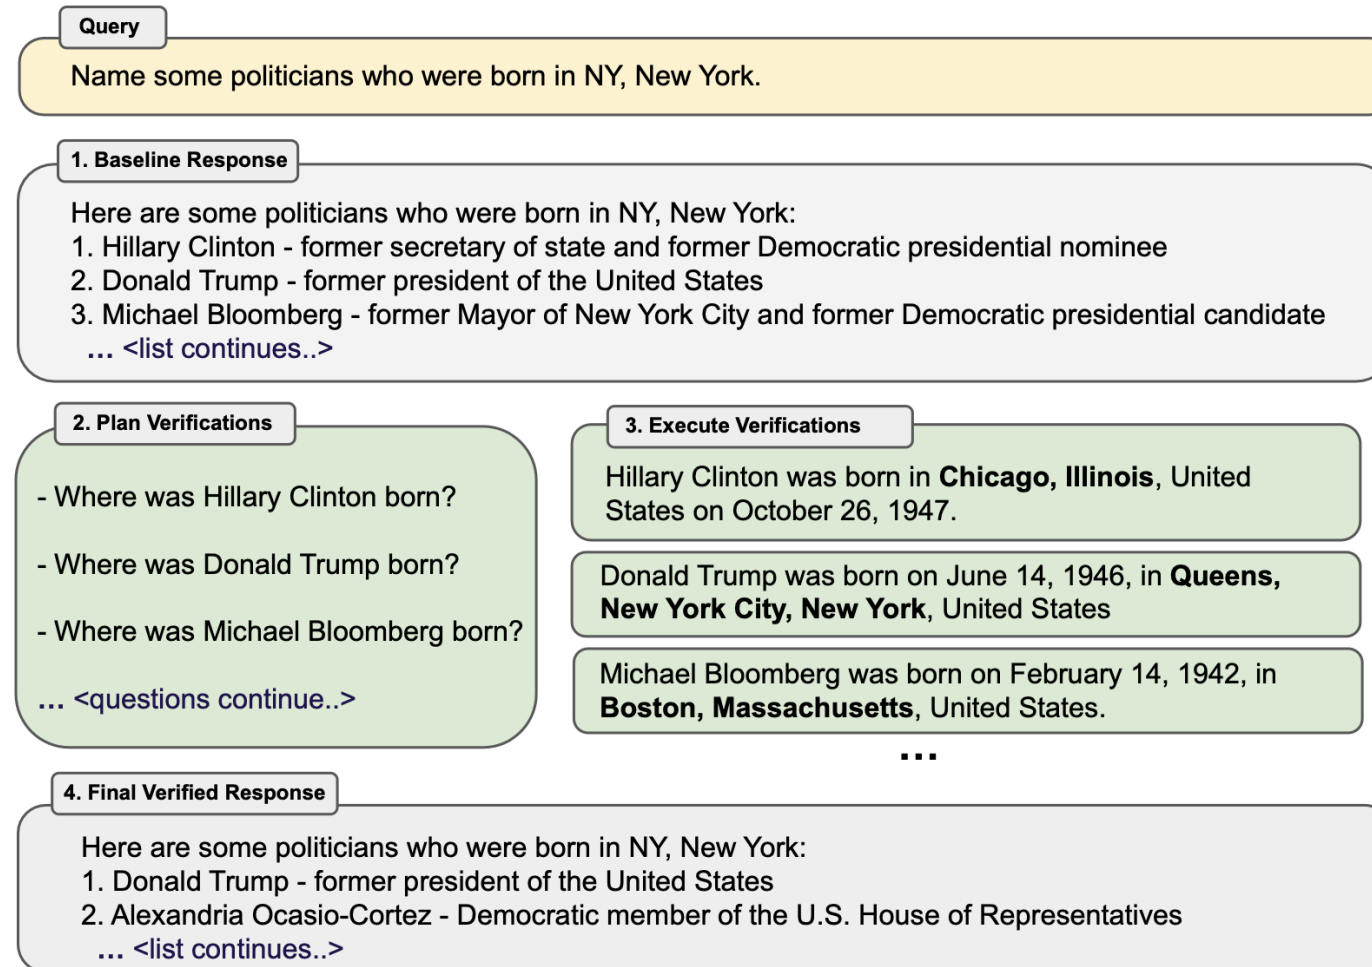 Query
Name some politicians who were born in NY, New York.
1. Baseline Response
Here are some politicians who were born in NY, New York:
1. Hillary Clinton - former secretary of state and former Democratic presidential nominee
2. Donald Trump - former president of the United States
3. Michael Bloomberg - former Mayor of New York City and former Democratic presidential candidate
... <list continues..>
2. Plan Verifications
- Where was Hillary Clinton born?
- Where was Donald Trump born?
- Where was Michael Bloomberg born?
... <questions continue..>
3. Execute Verifications
Hillary Clinton was born in Chicago, Illinois, United
States on October 26, 1947.
Donald Trump was born on June 14, 1946, in Queens,
New York City, New York, United States
Michael Bloomberg was born on February 14, 1942, in
Boston, Massachusetts, United States.
...
4. Final Verified Response
Here are some politicians who were born in NY, New York:
1. Donald Trump - former president of the United States
2. Alexandria Ocasio-Cortez - Democratic member of the U.S. House of Representatives
... <list continues..>